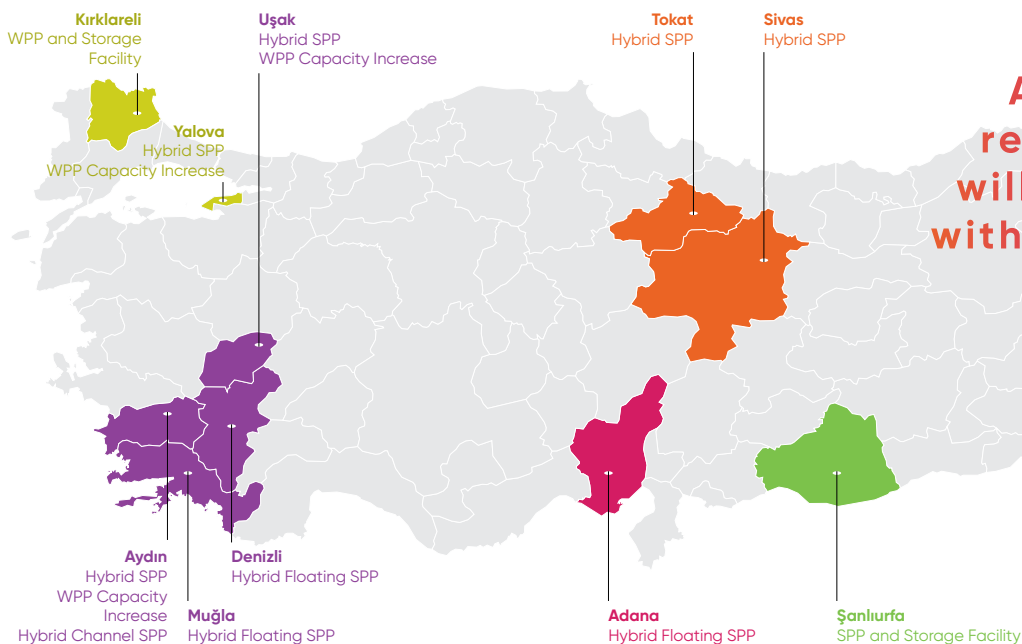 Kırklareli
WPP and Storage
Facility
Uşak
Hybrid SPP
WPP Capacity Increase
Tokat
Hybrid SPP
Sivas
Hybrid SPP
Yalova
Hybrid SPP
WPP Capacity Increase
will
with
Aydın
Hybrid SPP
WPP Capacity
Increase
Hybrid Channel SPP
Muğla
Hybrid Floating SPP
Denizli
Hybrid Floating SPP
Adana
Hybrid Floating SPP
Şanlıurfa
SPP and Storage Facility